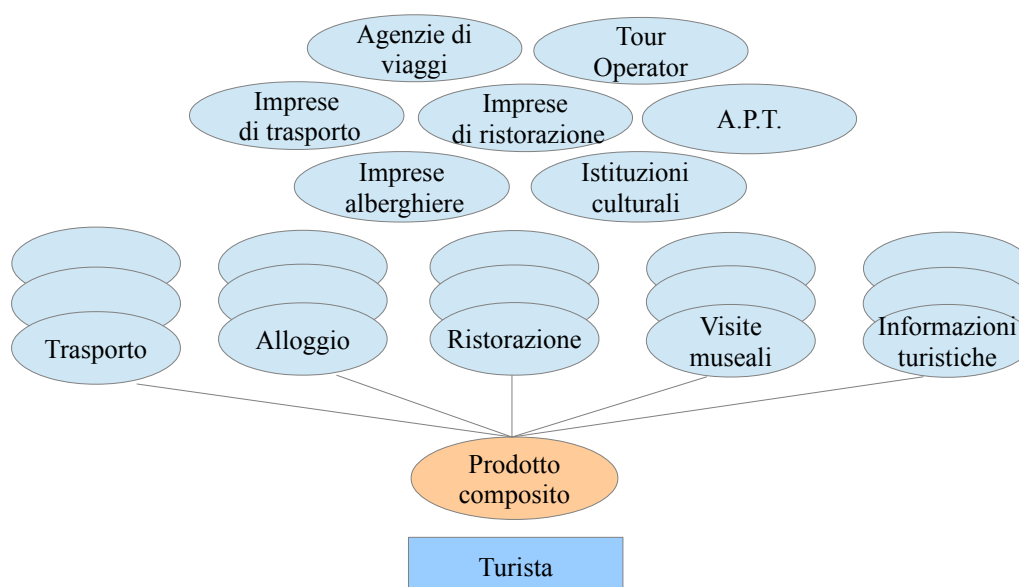 Agenzie di
viaggi
Tour
Operator
Imprese
di trasporto
Imprese
di ristorazione
A.P.T.
Imprese
alberghiere
Istituzioni
culturali
Trasporto
Alloggio
Ristorazione
Visite
museali
Informazioni
turistiche
Prodotto
composito
Turista